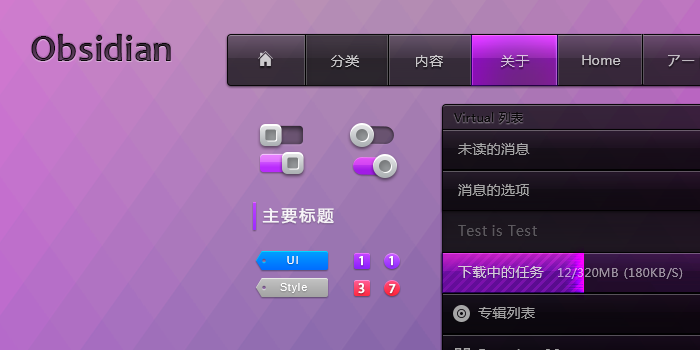 Obsidian
分类 内容 关于 Home アー
Virtual 列表
未读的消息
消息的选项
主要标题
Test is Test
UI 1 1
下载中的任务 12/320MB (180KB/S)
Style 3 7
专辑列表